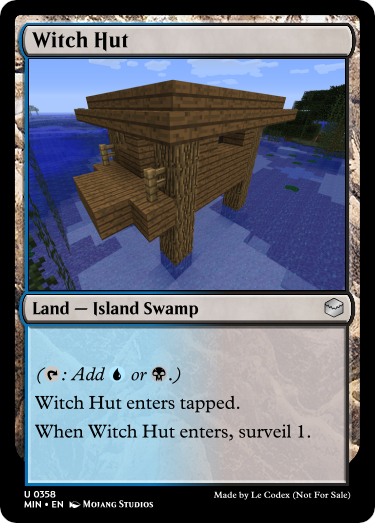 Witch Hut
Land — Island Swamp
(: Add or .)
Witch Hut enters tapped.
When Witch Hut enters, surveil 1.
U 0358
MIN • EN Mojang Studios
Made by Le Codex (Not For Sale)